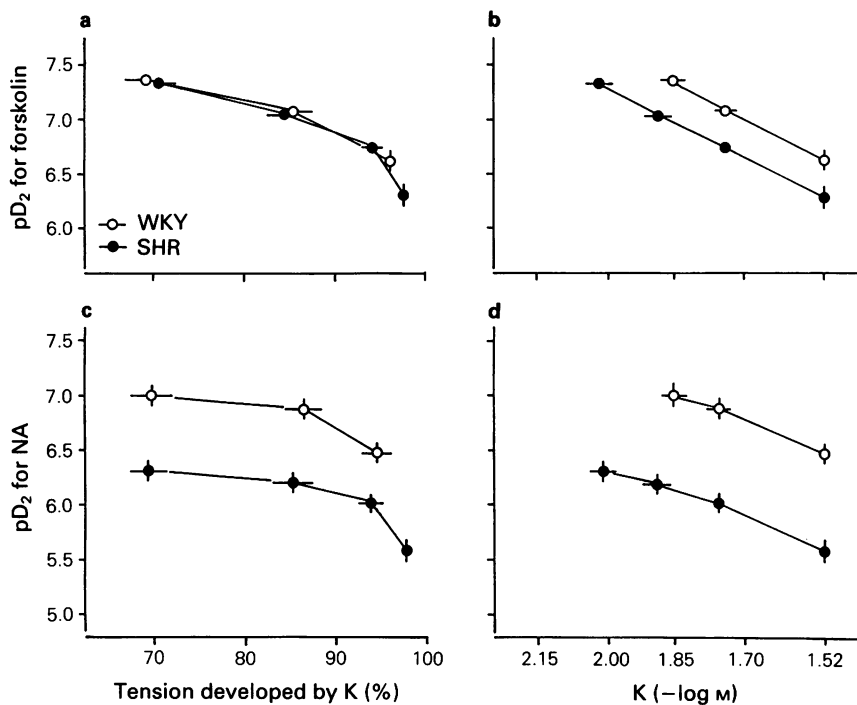 a
pD₂ for forskolin
7.5
7.0
6.5
6.0
WKY
SHR
b
c
pD₂ for NA
7.5
7.0
6.5
6.0
5.5
5.0
70 80 90 100
Tension developed by K (%)
d
2.15 2.00 1.85 1.70 1.52
K (−log M)